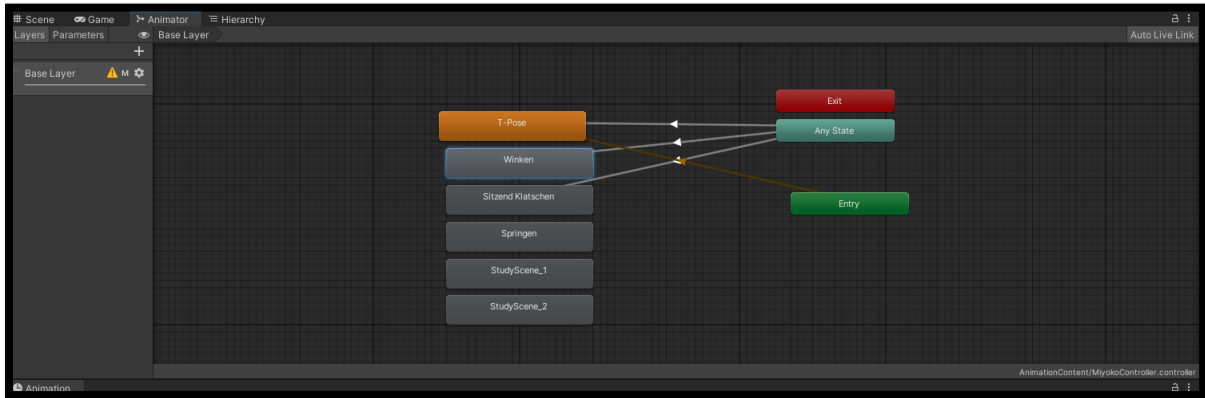 Scene Game Animator Hierarchy
Layers Parameters Base Layer Auto Live Link
Base Layer M
Exit
T-Pose
Any State
Winken
Sitzend Klatschen
Entry
Springen
StudyScene_1
StudyScene_2
AnimationContent/MiyokoController.controller
Animation